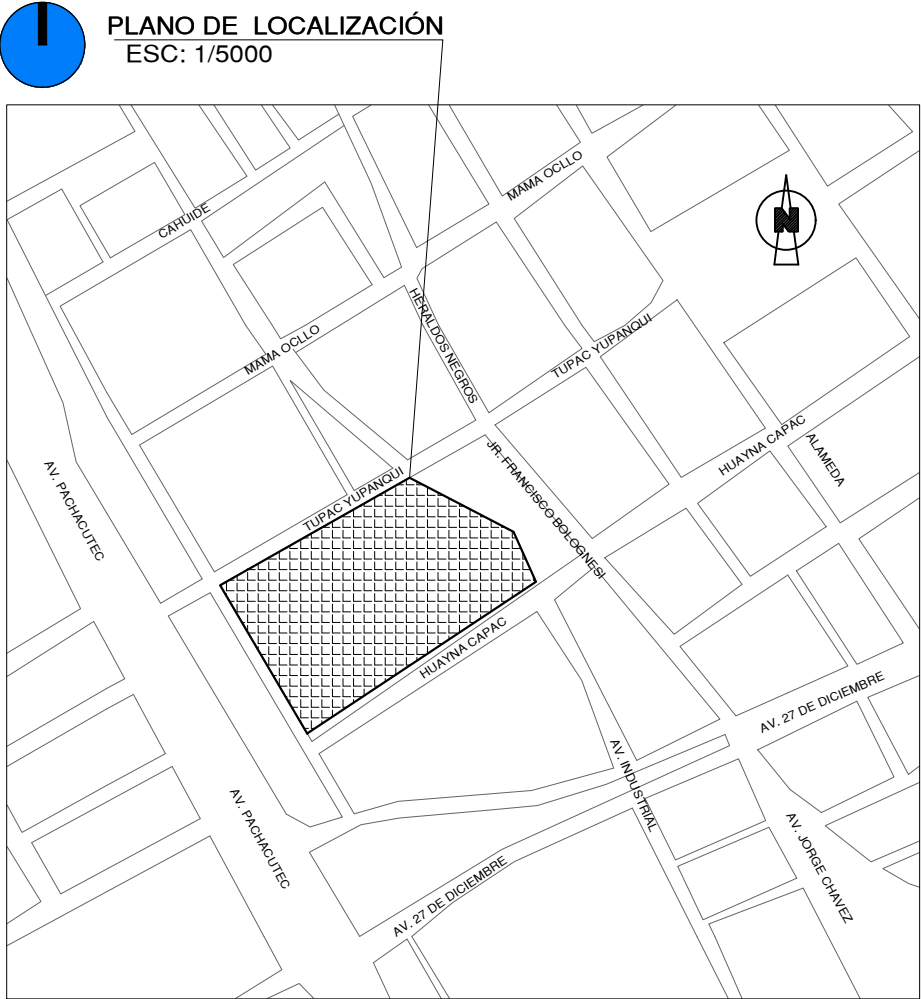 PLANO DE LOCALIZACIÓN
ESC: 1/5000
MAMA OCLLO
CAHUIDE
N
HERALDOS NEGROS
MAMA OCLLO
TUPAC YUPANQUI
HUAYNA CAPAC
ALAMEDA
JR. FRANCISCO BOLOGNESI
AV. PACHACUTEC
TUPAC YUPANQUI
HUAYNA CAPAC
AV. 27 DE DICIEMBRE
AV. INDUSTRIAL
AV. PACHACUTEC
AV. JORGE CHAVEZ
AV. 27 DE DICIEMBRE